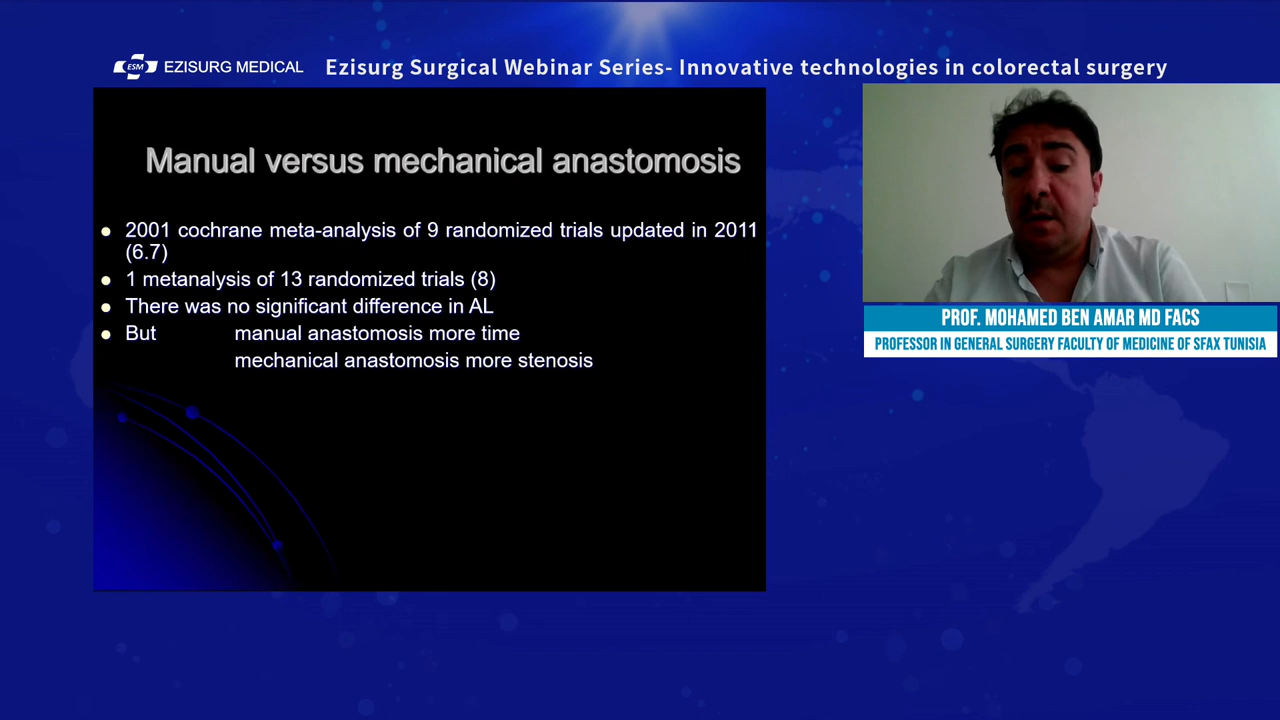 ESM EZISURG MEDICAL
Ezisurg Surgical Webinar Series- Innovative technologies in colorectal surgery
Manual versus mechanical anastomosis
2001 cochrane meta-analysis of 9 randomized trials updated in 2011
(6.7)
1 metanalysis of 13 randomized trials (8)
There was no significant difference in AL
But manual anastomosis more time
mechanical anastomosis more stenosis
PROF. MOHAMED BEN AMAR MD FACS
PROFESSOR IN GENERAL SURGERY FACULTY OF MEDICINE OF SFAX TUNISIA